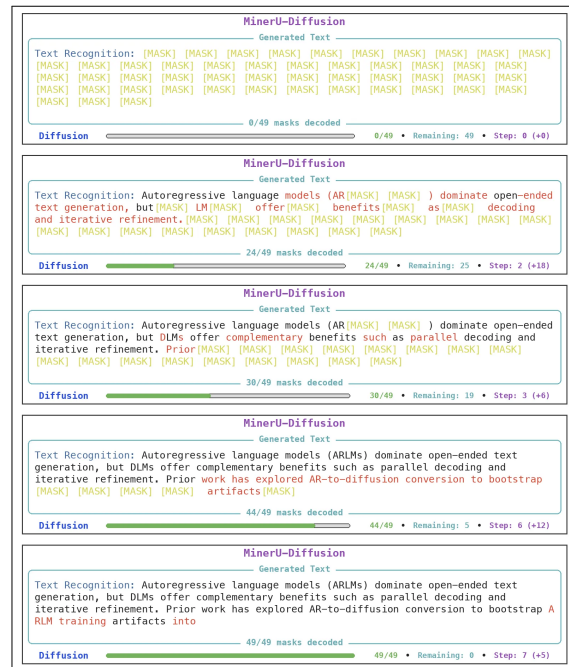 MinerU-Diffusion
Generated Text
Text Recognition: [MASK] [MASK] [MASK] [MASK] [MASK] [MASK] [MASK] [MASK] [MASK] [MASK]
[MASK] [MASK] [MASK] [MASK] [MASK] [MASK] [MASK] [MASK] [MASK] [MASK] [MASK] [MASK]
[MASK] [MASK] [MASK] [MASK] [MASK] [MASK] [MASK] [MASK] [MASK] [MASK] [MASK] [MASK]
[MASK] [MASK] [MASK] [MASK] [MASK] [MASK] [MASK] [MASK] [MASK] [MASK] [MASK] [MASK]
[MASK] [MASK] [MASK]
0/49 masks decoded
Diffusion 0/49 • Remaining: 49 • Step: 0 (+0)
MinerU-Diffusion
Generated Text
Text Recognition: Autoregressive language models (AR[MASK] [MASK] ) dominate open-ended
text generation, but[MASK] LM[MASK] offer[MASK] benefits[MASK] as[MASK] decoding
and iterative refinement.[MASK] [MASK] [MASK] [MASK] [MASK] [MASK] [MASK] [MASK] [MASK]
[MASK] [MASK] [MASK] [MASK] [MASK] [MASK] [MASK] [MASK] [MASK]
24/49 masks decoded
Diffusion 24/49 • Remaining: 25 • Step: 2 (+18)
MinerU-Diffusion
Generated Text
Text Recognition: Autoregressive language models (AR[MASK] [MASK] ) dominate open-ended
text generation, but DLMs offer complementary benefits such as parallel decoding and
iterative refinement. Prior[MASK] [MASK] [MASK] [MASK] [MASK] [MASK] [MASK] [MASK]
[MASK] [MASK] [MASK] [MASK] [MASK] [MASK] [MASK] [MASK] [MASK]
30/49 masks decoded
Diffusion 30/49 • Remaining: 19 • Step: 3 (+6)
MinerU-Diffusion
Generated Text
Text Recognition: Autoregressive language models (ARLMs) dominate open-ended text
generation, but DLMs offer complementary benefits such as parallel decoding and
iterative refinement. Prior work has explored AR-to-diffusion conversion to bootstrap
[MASK] [MASK] [MASK] [MASK] artifacts[MASK]
44/49 masks decoded
Diffusion 44/49 • Remaining: 5 • Step: 6 (+12)
MinerU-Diffusion
Generated Text
Text Recognition: Autoregressive language models (ARLMs) dominate open-ended text
generation, but DLMs offer complementary benefits such as parallel decoding and
iterative refinement. Prior work has explored AR-to-diffusion conversion to bootstrap A
RLM training artifacts into
49/49 masks decoded
Diffusion 49/49 • Remaining: 0 • Step: 7 (+5)